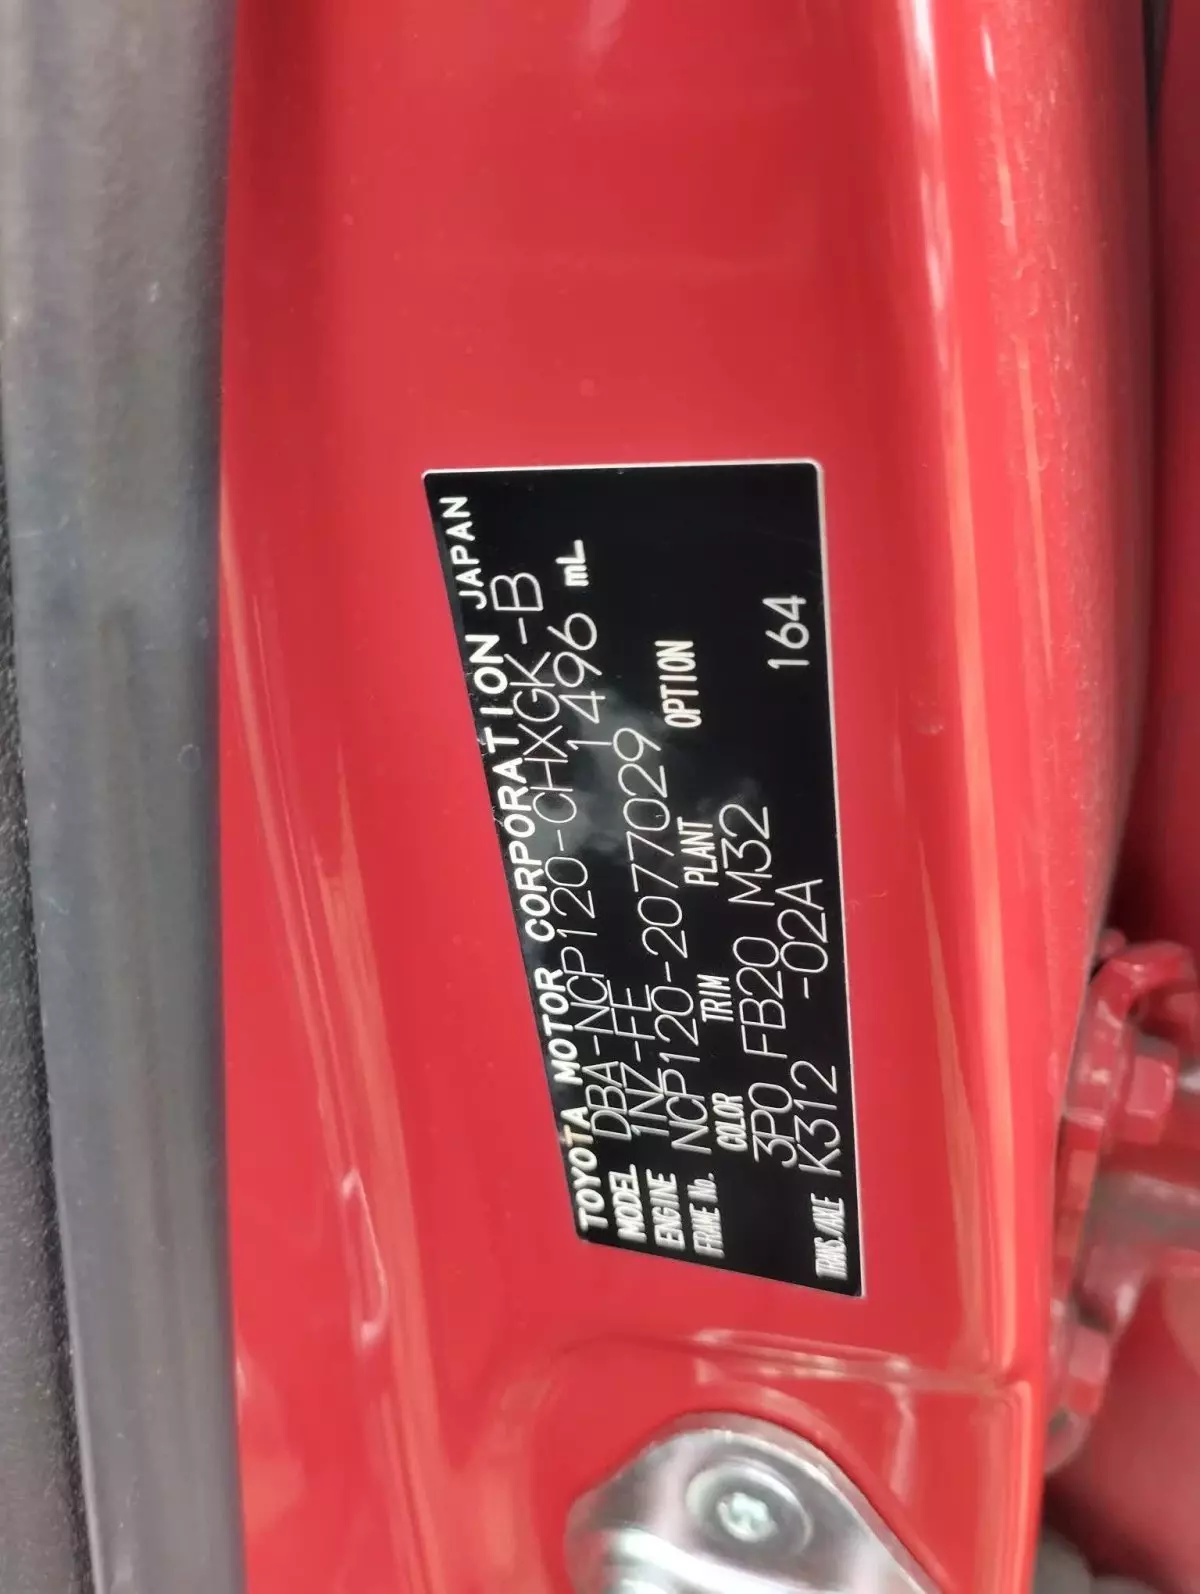 TOYOTA MOTOR CORPORATION JAPAN
MODEL DBA-NCP120-CHXGK-B
ENGINE 1NZ-FE 1496 mL
FRAME No. NCP120-2077029
COLOR TRIM PLANT OPTION
3P0 FB20 M32 164
TRANS./AXLE K312 -02A